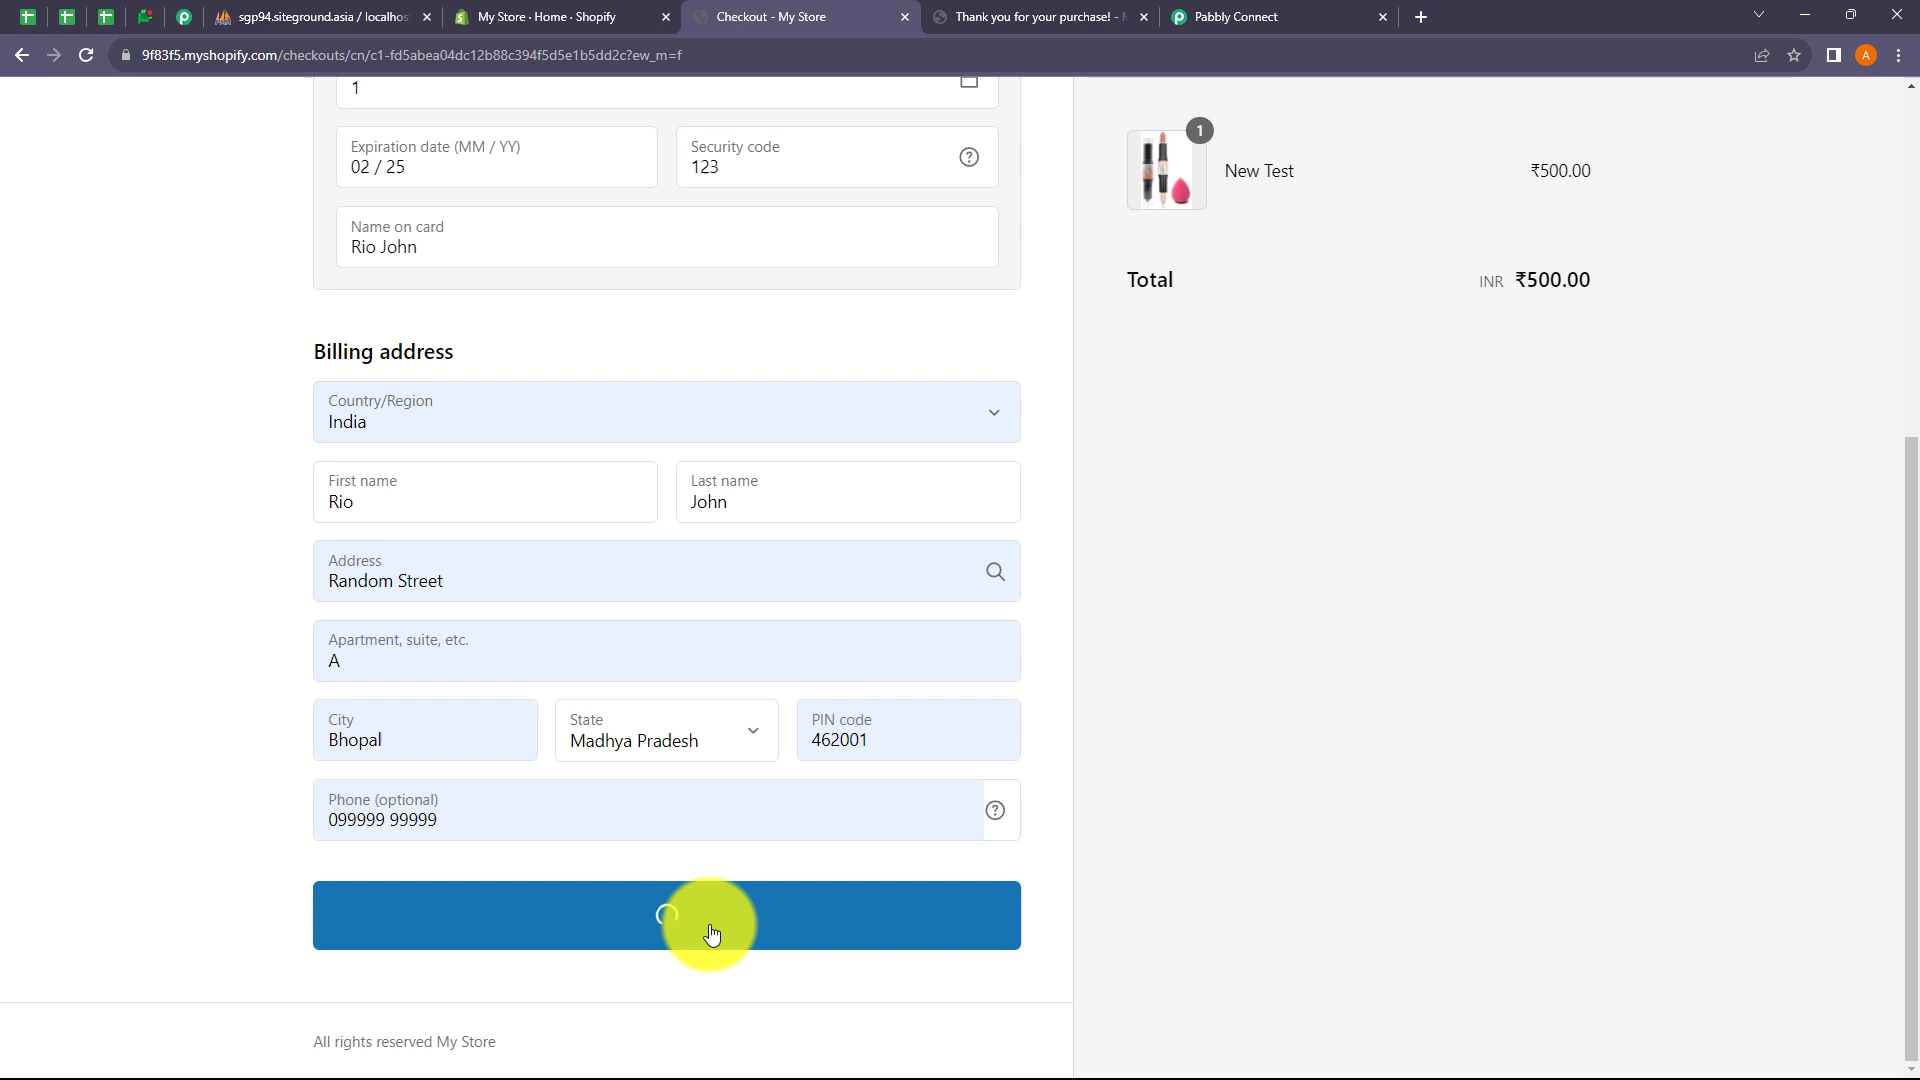 sgp94.siteground.asia / localhos
My Store · Home · Shopify
Checkout - My Store
Thank you for your purchase! -
Pabbly Connect
9f83f5.myshopify.com/checkouts/cn/c1-fd5abea04dc12b88c394f5d5e1b5dd2c?ew_m=f
A
1
Expiration date (MM / YY)
02 / 25
Security code
123
Name on card
Rio John
Billing address
Country/Region
India
First name
Rio
Last name
John
Address
Random Street
Apartment, suite, etc.
A
City
Bhopal
State
Madhya Pradesh
PIN code
462001
Phone (optional)
099999 99999
All rights reserved My Store
1
New Test
₹500.00
Total
INR ₹500.00